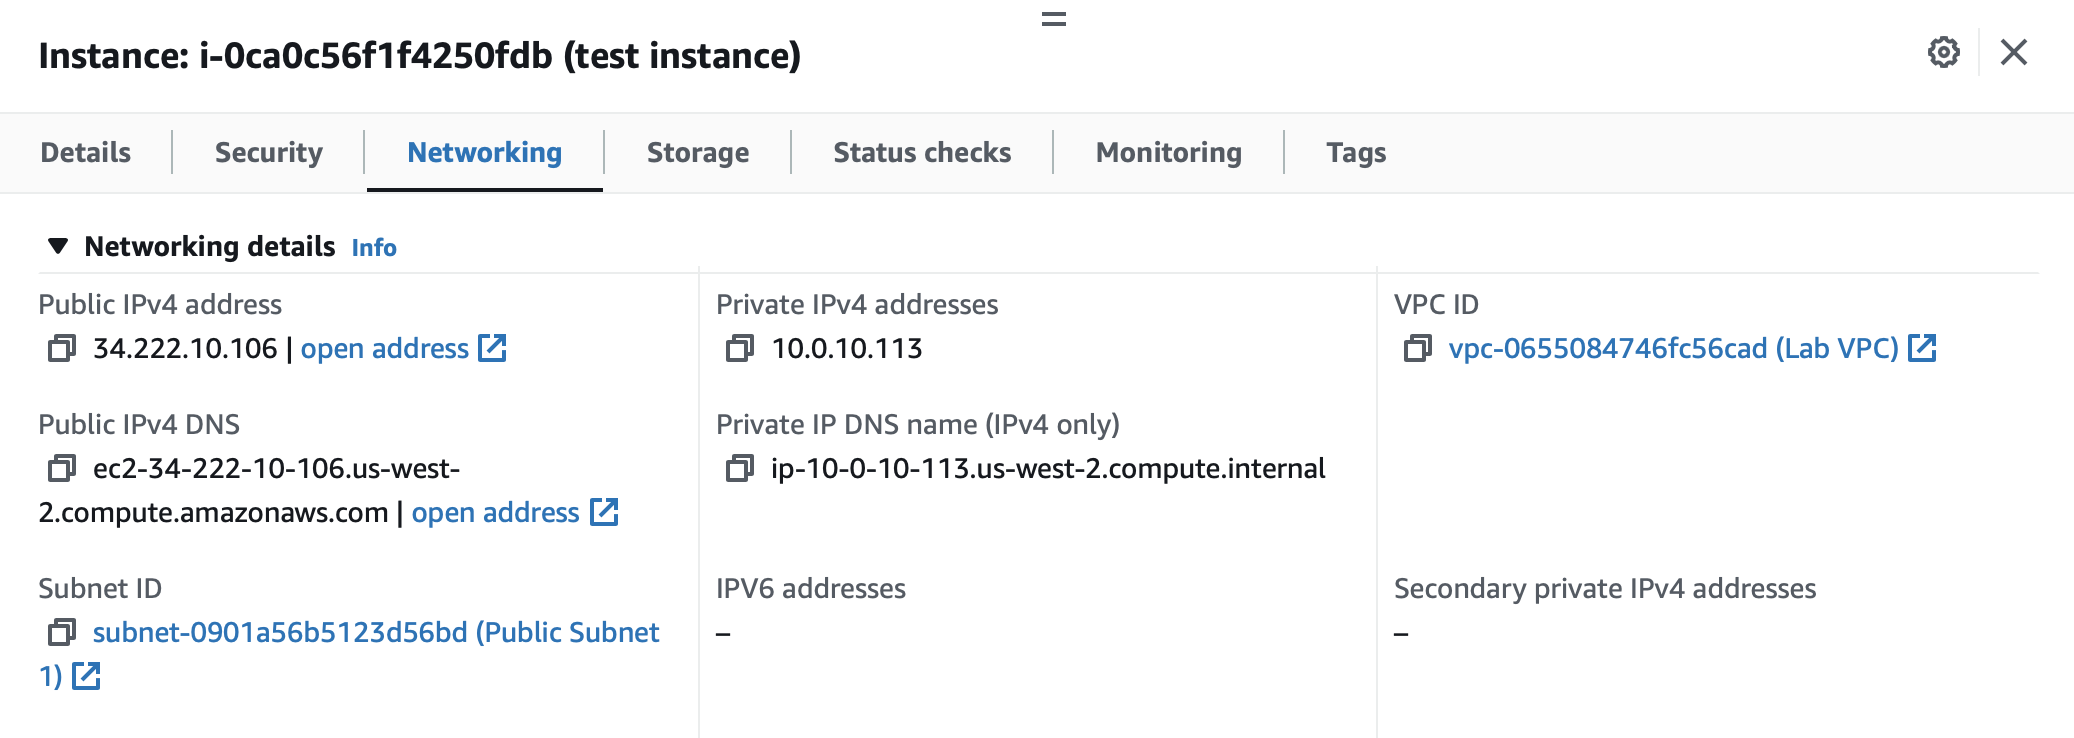 Instance: i-0ca0c56f1f4250fdb (test instance)
Details
Security
Networking
Storage
Status checks
Monitoring
Tags
Networking details Info
Public IPv4 address
34.222.10.106 | open address
Private IPv4 addresses
10.0.10.113
VPC ID
vpc-0655084746fc56cad (Lab VPC)
Public IPv4 DNS
ec2-34-222-10-106.us-west-
2.compute.amazonaws.com | open address
Private IP DNS name (IPv4 only)
ip-10-0-10-113.us-west-2.compute.internal
Subnet ID
subnet-0901a56b5123d56bd (Public Subnet
1)
IPV6 addresses
–
Secondary private IPv4 addresses
–